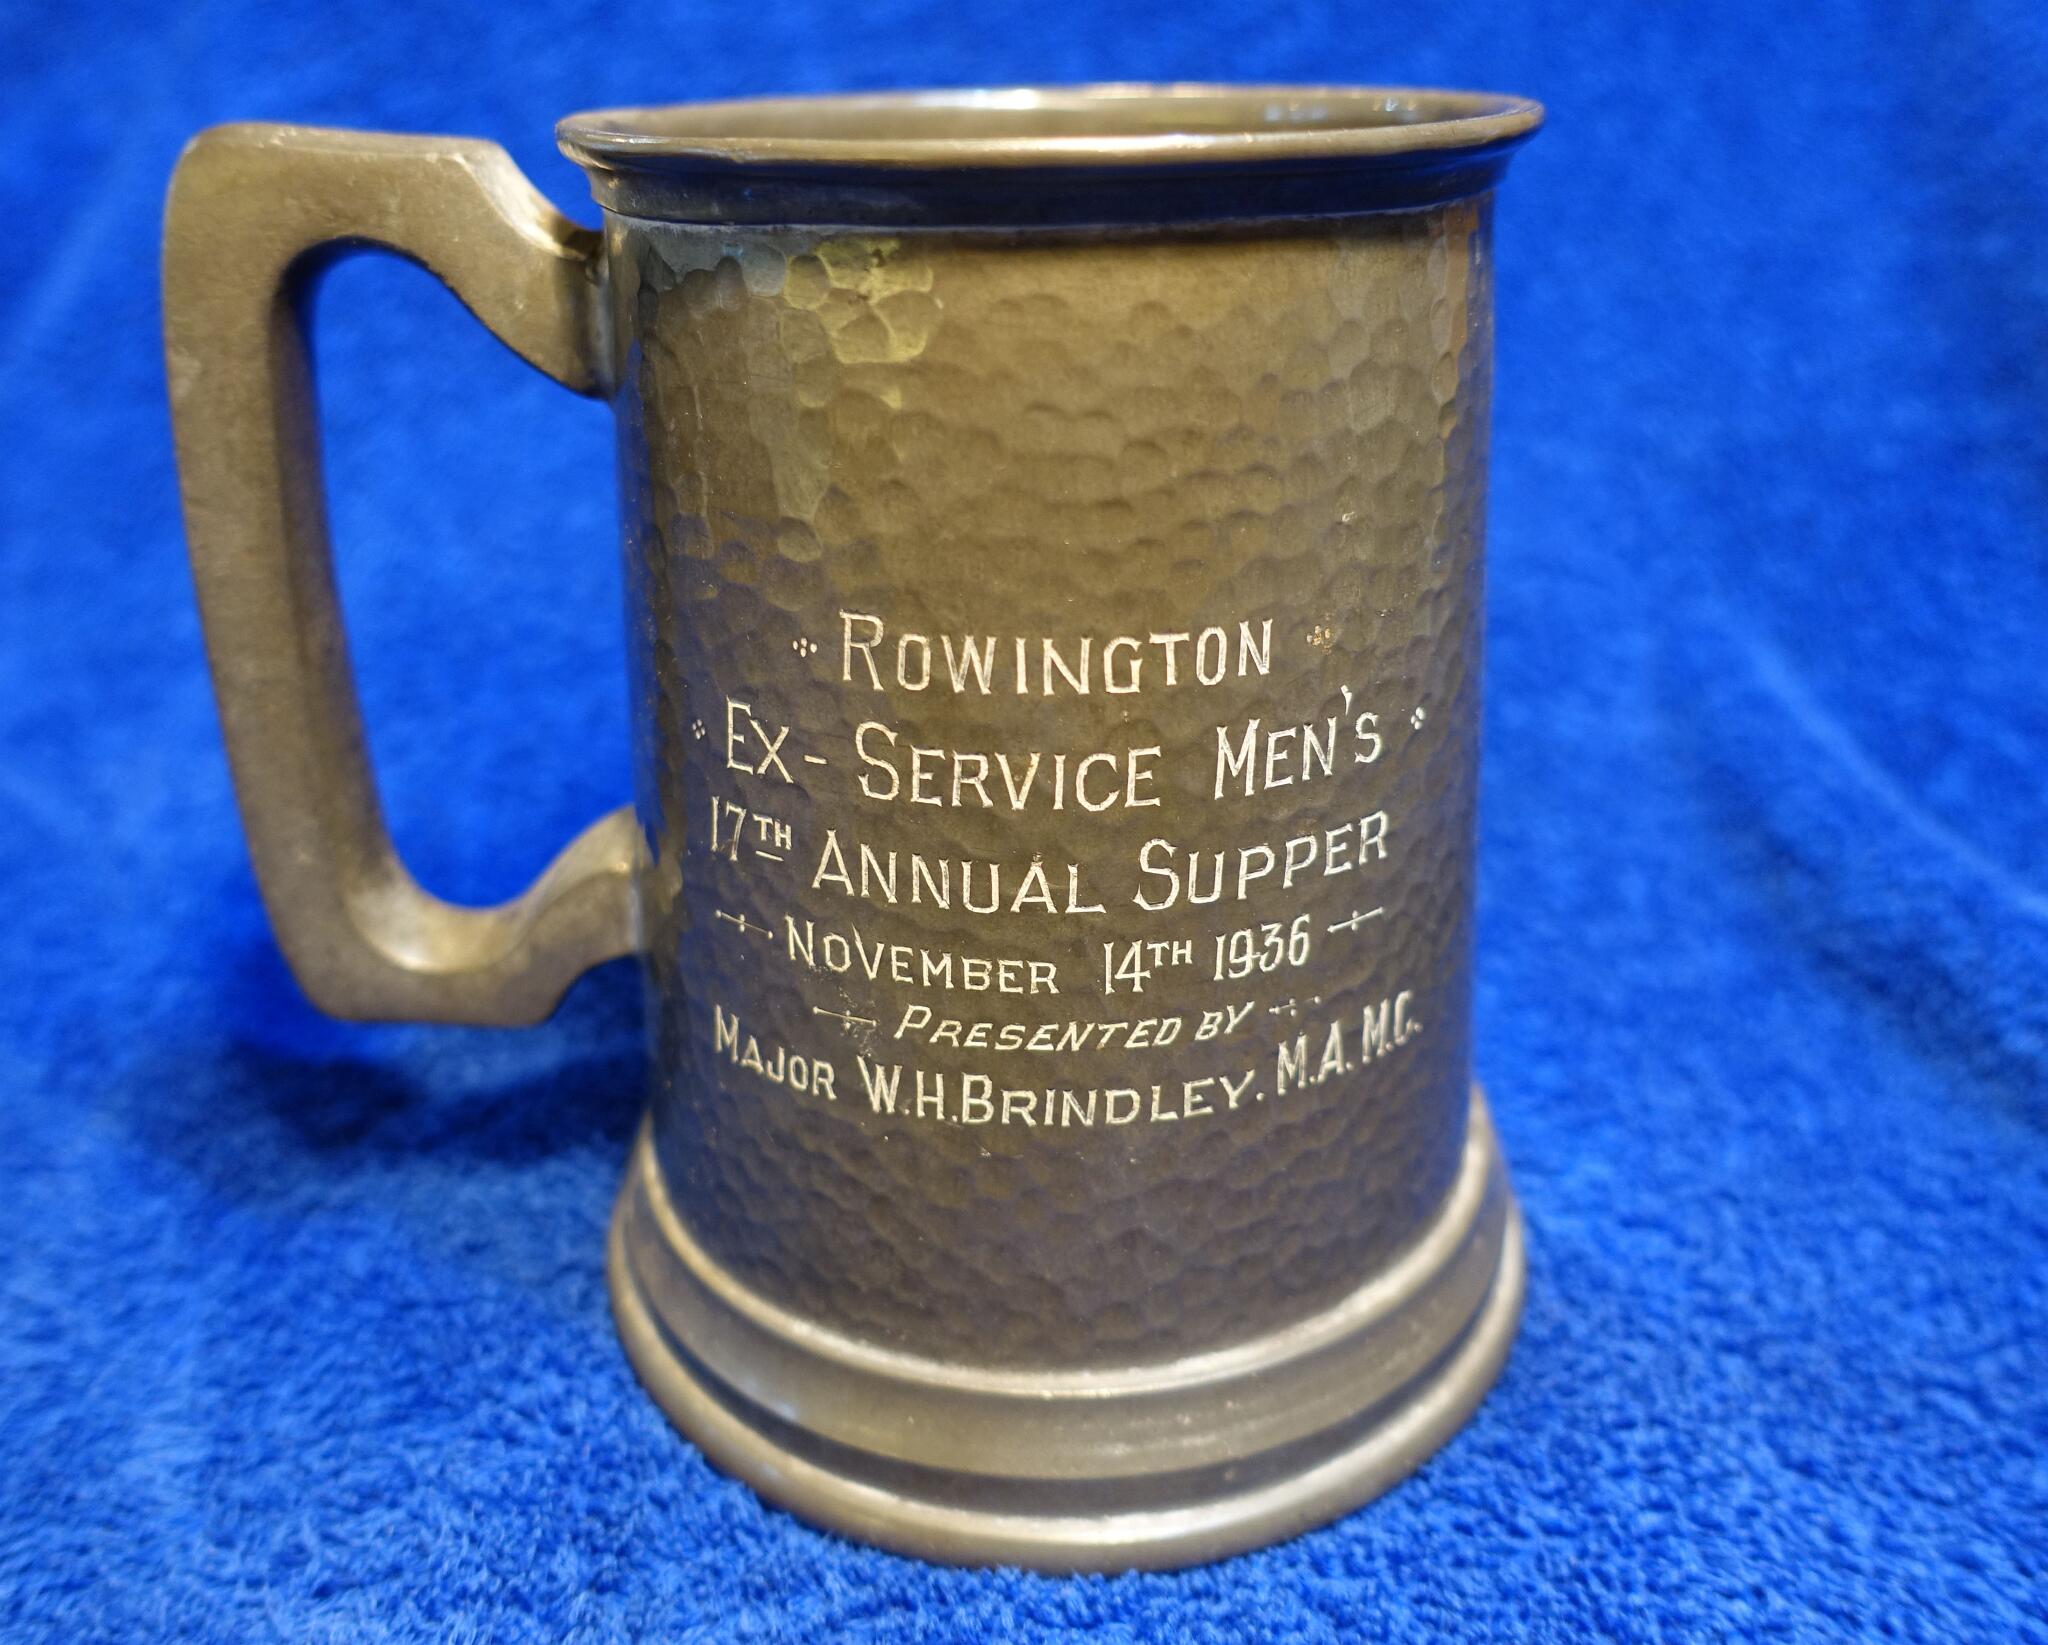 ROWINGTON
EX-SERVICE MEN'S
17TH ANNUAL SUPPER
NOVEMBER 14TH 1936
PRESENTED BY
MAJOR W.H.BRINDLEY. M.A. M.C.